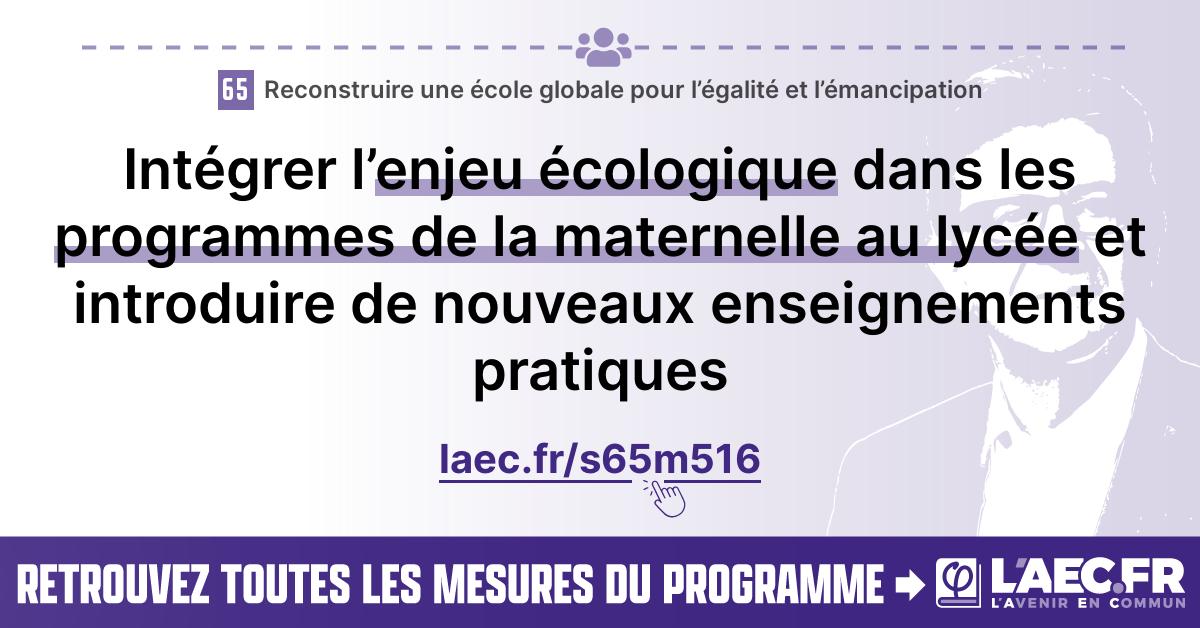 65 Reconstruire une école globale pour l’égalité et l’émancipation
Intégrer l’enjeu écologique dans les
programmes de la maternelle au lycée et
introduire de nouveaux enseignements
pratiques
laec.fr/s65m516
RETROUVEZ TOUTES LES MESURES DU PROGRAMME
L'AEC.FR
L'AVENIR EN COMMUN